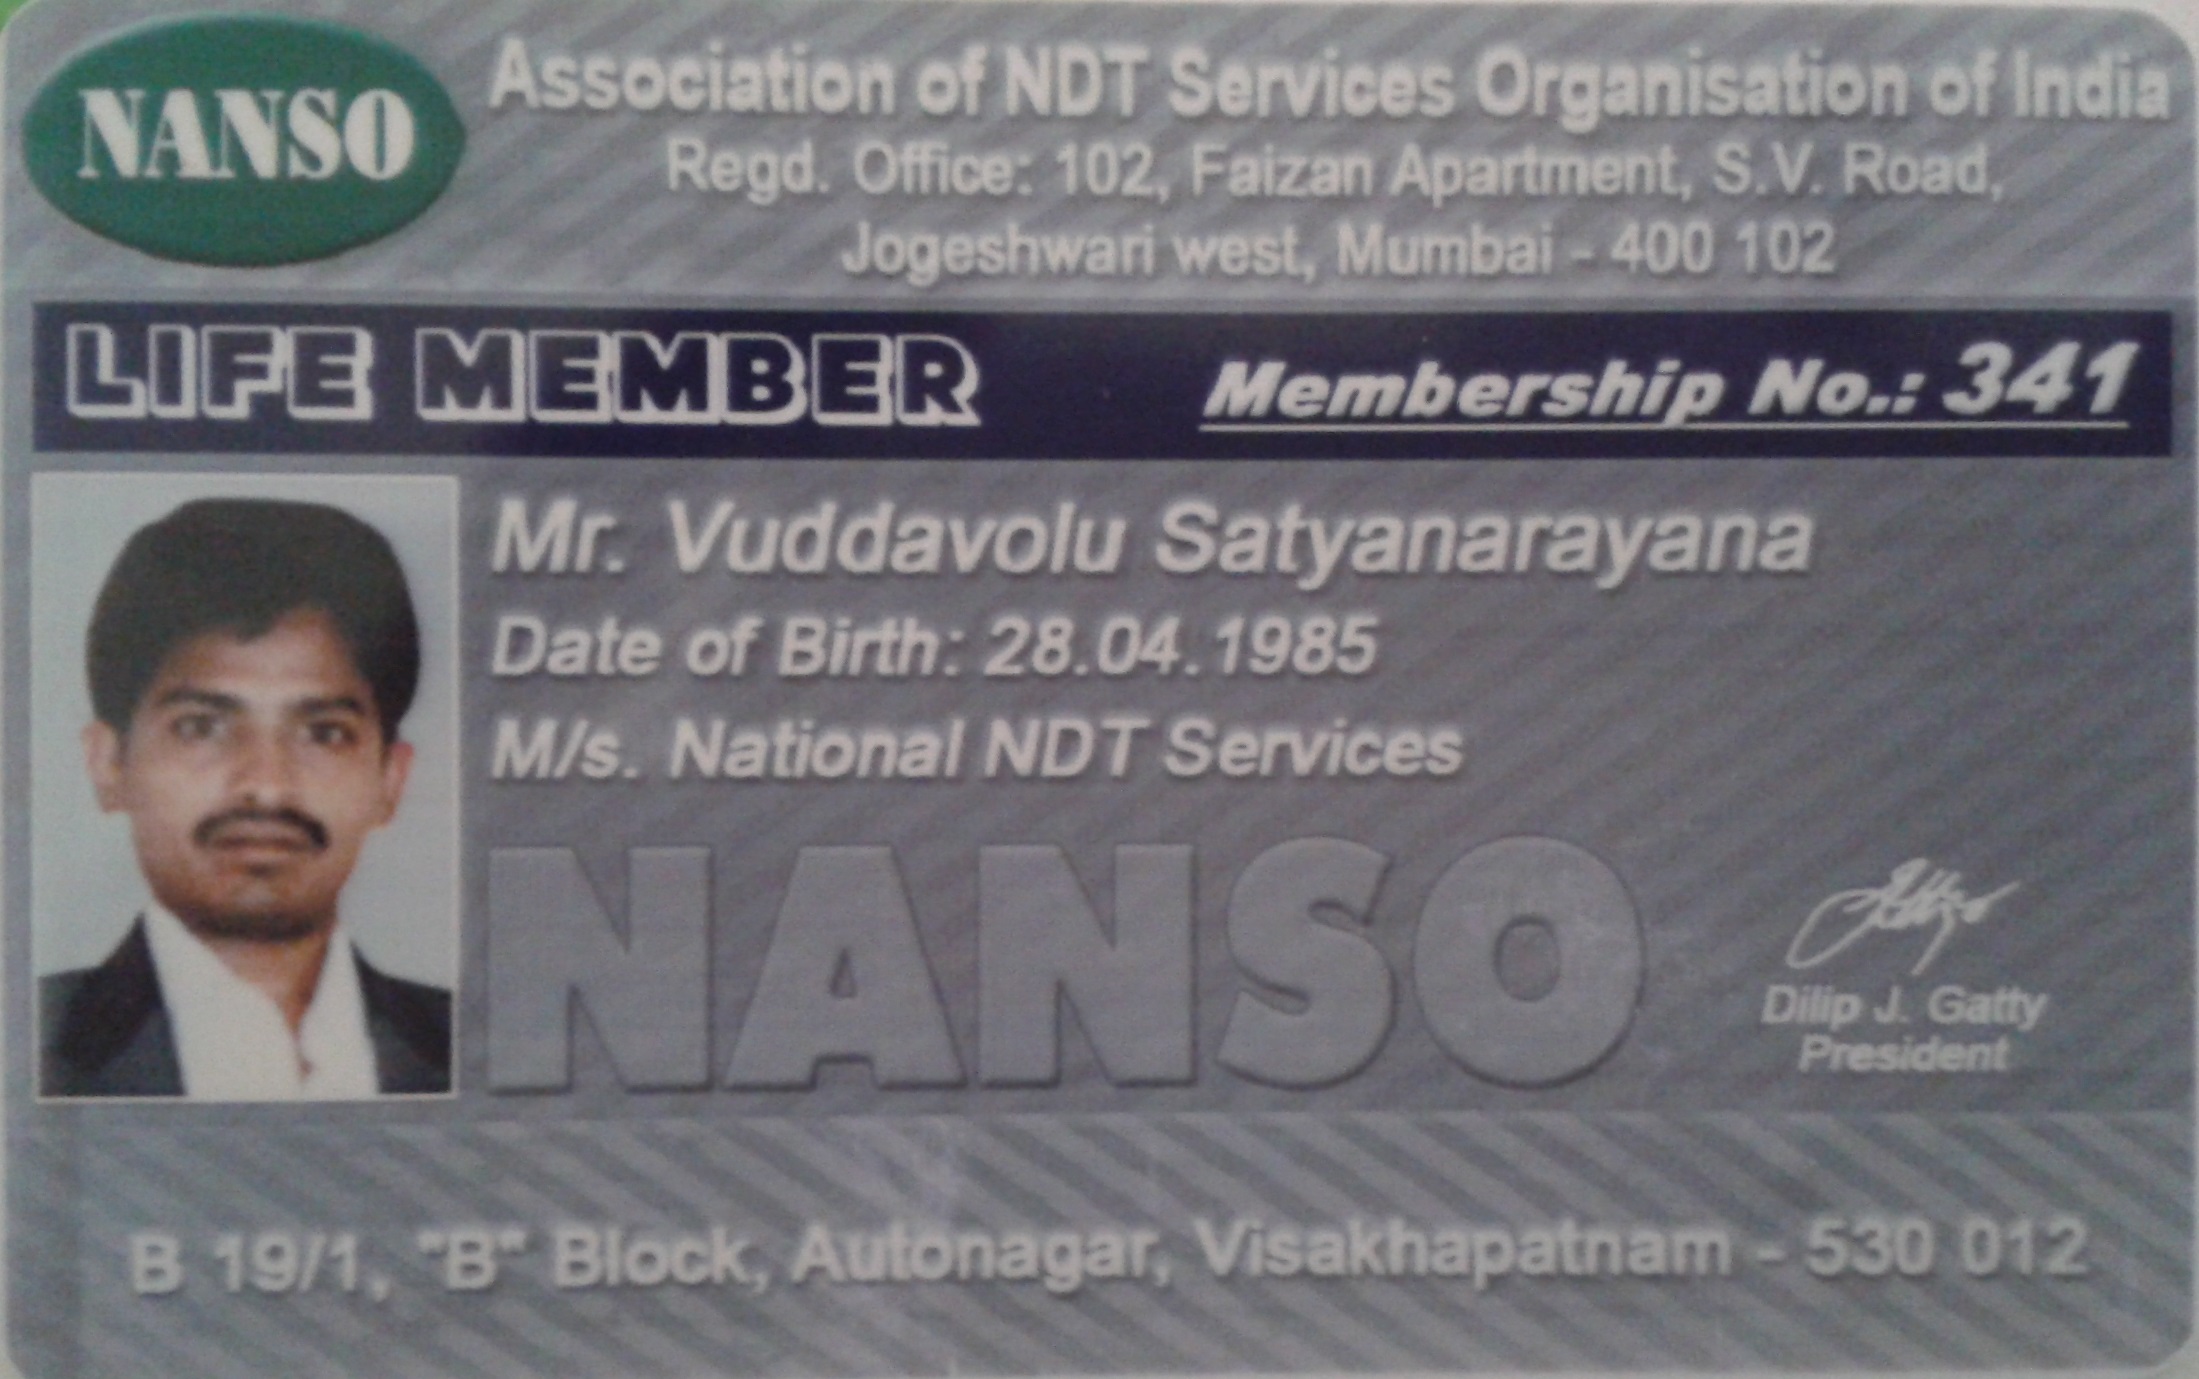 NANSO
Association of NDT Services Organisation of India
Regd. Office: 102, Faizan Apartment, S.V. Road,
Jogeshwari west, Mumbai - 400 102
LIFE MEMBER
Membership No.: 341
Mr. Vuddavolu Satyanarayana
Date of Birth: 28.04.1985
M/s. National NDT Services
NANSO
Dilip J. Gatty
President
B 19/1, "B" Block, Autonagar, Visakhapatnam - 530 012